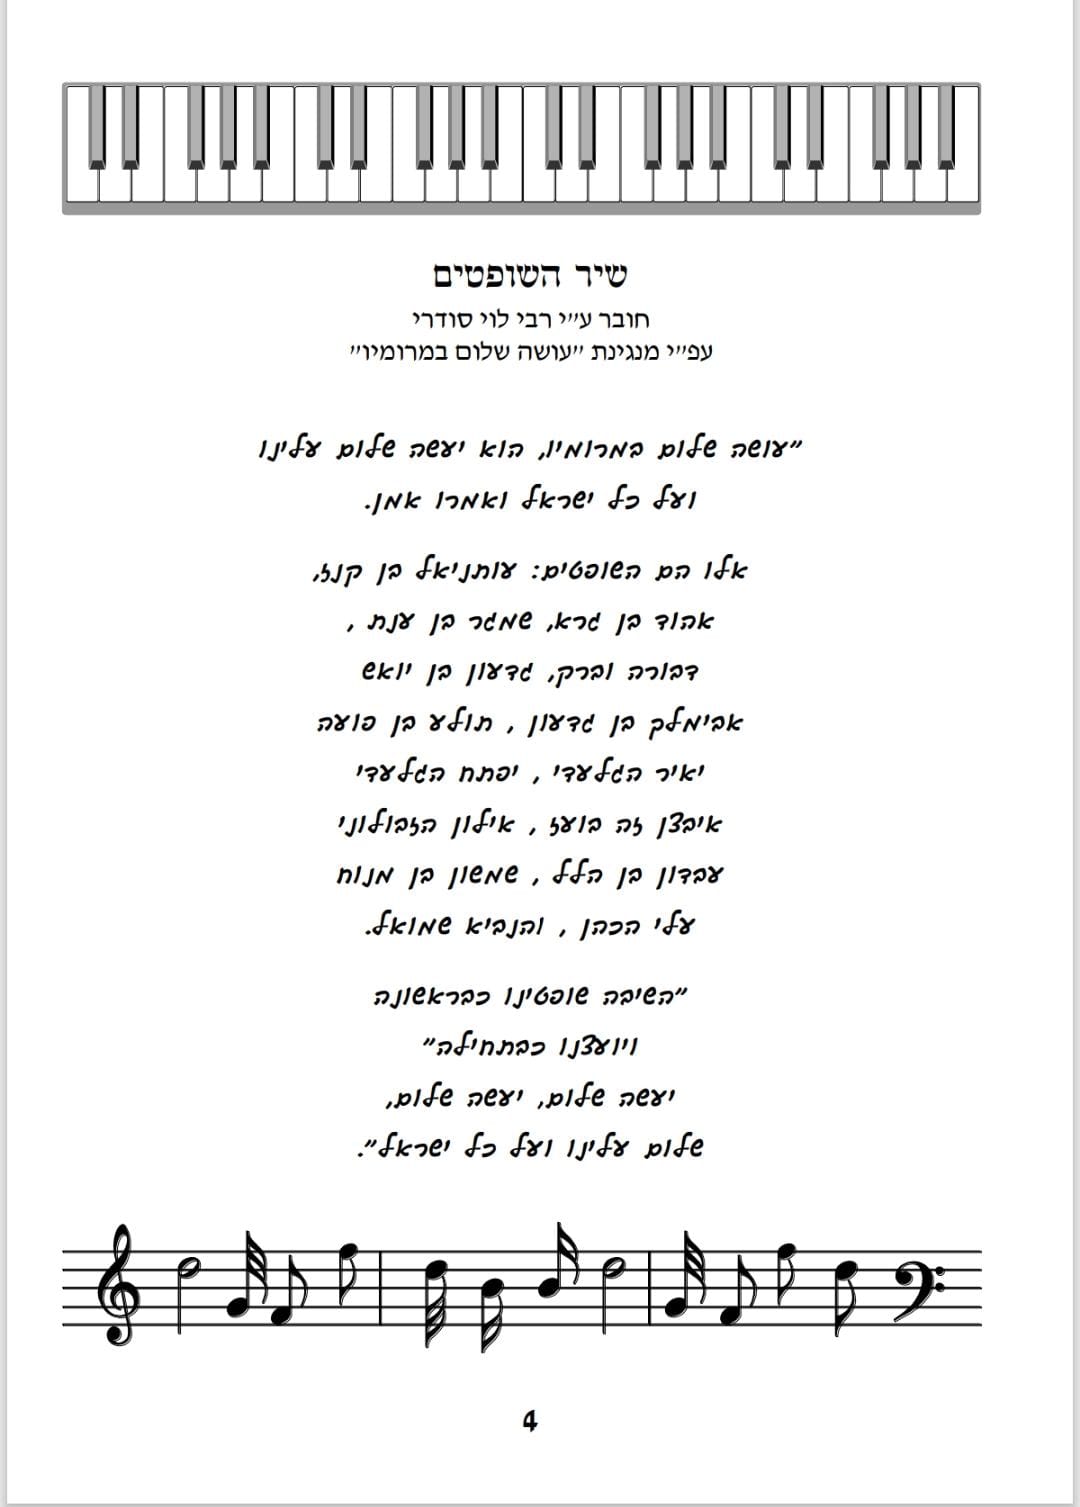 שיר השופטים
חובר ע״י רבי לוי סודרי
עפ״י מנגינת ״עושה שלום במרומיו״
״עושה שלום במרומיו, הוא יעשה שלום עלינו
ועל כל ישראל ואמרו אמן.
אלו הם השופטים: עותניאל בן קנז,
אהוד בן גרא, שמגר בן ענת ,
דבורה וברק, גדעון בן יואש
אבימלק בן גדעון , תולע בן פועה
יאיר הגלעדי , יפתח הגלעדי
איבצן זה בועז , אילון הזבולוני
עבדון בן הלל , שמשון בן מנוח
עלי הכהן , והנביא שמואל.
״השיבה שופטינו כבראשונה
ויועצנו כבתחילה״
יעשה שלום, יעשה שלום,
שלום עלינו ועל כל ישראל״.
4